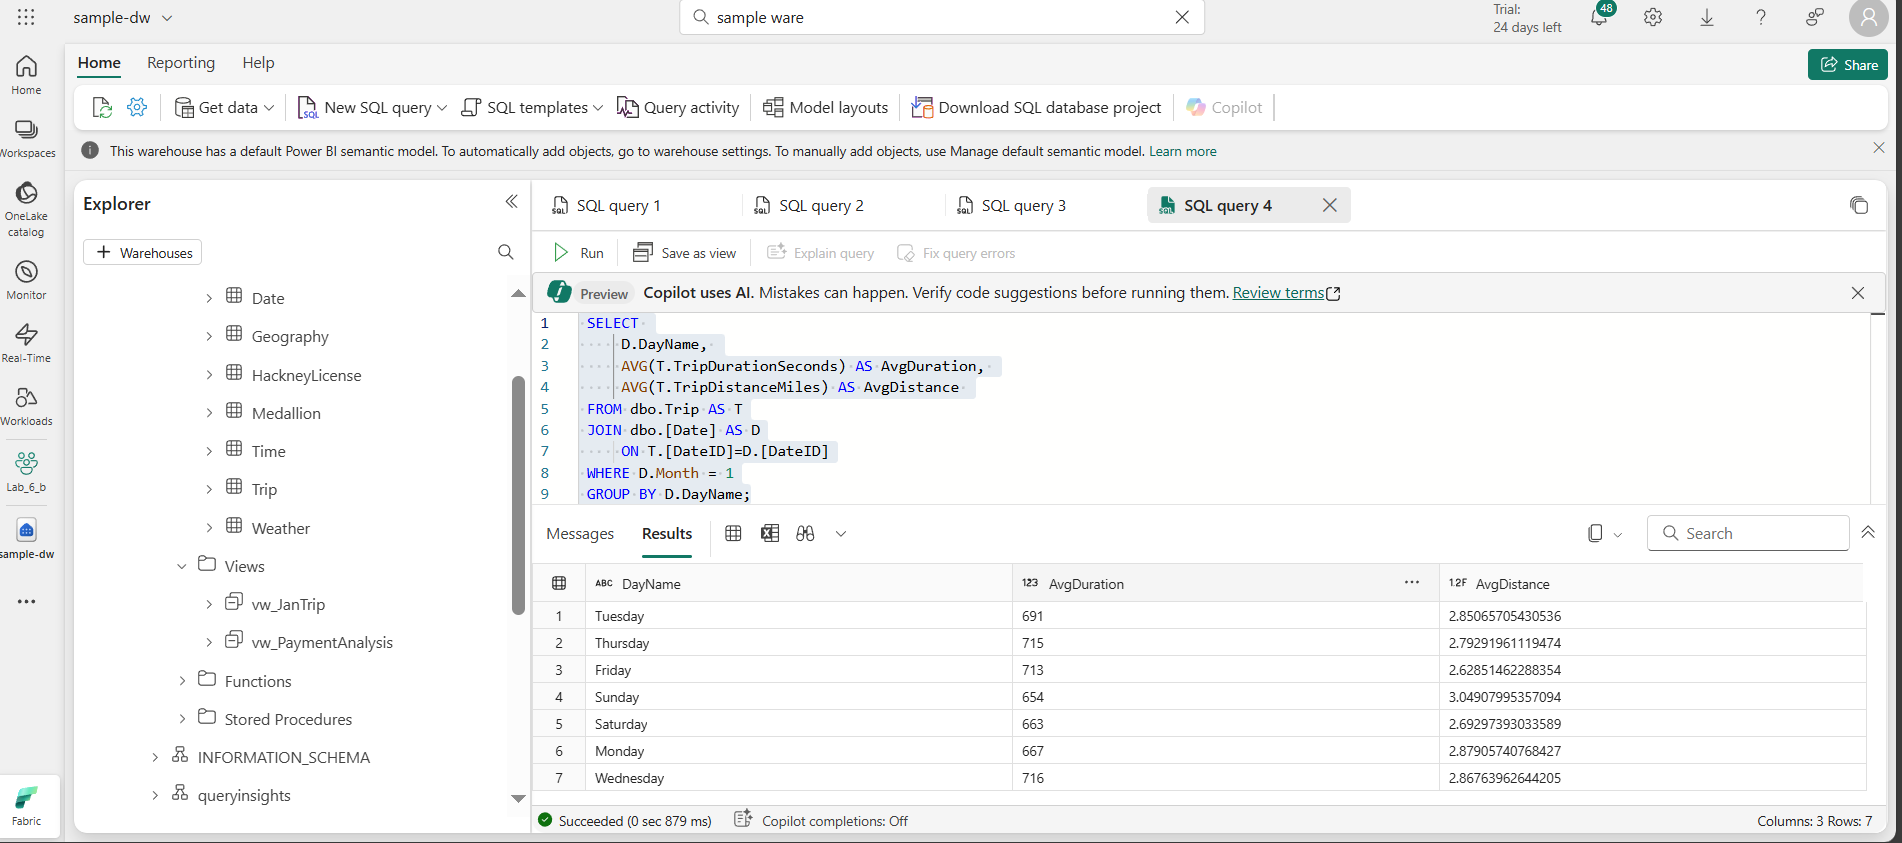 sample-dw
sample ware
Trial:
24 days left
48
Home
Reporting
Help
Share
Get data
New SQL query
SQL templates
Query activity
Model layouts
Download SQL database project
Copilot
This warehouse has a default Power BI semantic model. To automatically add objects, go to warehouse settings. To manually add objects, use Manage default semantic model. Learn more
Home
Workspaces
OneLake
catalog
Monitor
Real-Time
Workloads
Lab_6_b
sample-dw
Fabric
Explorer
Warehouses
Date
Geography
HackneyLicense
Medallion
Time
Trip
Weather
Views
vw_JanTrip
vw_PaymentAnalysis
Functions
Stored Procedures
INFORMATION_SCHEMA
queryinsights
SQL query 1
SQL query 2
SQL query 3
SQL query 4
Run
Save as view
Explain query
Fix query errors
Preview
Copilot uses AI. Mistakes can happen. Verify code suggestions before running them. Review terms
1 SELECT
2 D.DayName,
3 AVG(T.TripDurationSeconds) AS AvgDuration,
4 AVG(T.TripDistanceMiles) AS AvgDistance
5 FROM dbo.Trip AS T
6 JOIN dbo.[Date] AS D
7 ON T.[DateID]=D.[DateID]
8 WHERE D.Month = 1
9 GROUP BY D.DayName;
Messages
Results
Search
ABC DayName 123 AvgDuration ... 1.2F AvgDistance
1 Tuesday 691 2.85065705430536
2 Thursday 715 2.79291961119474
3 Friday 713 2.62851462288354
4 Sunday 654 3.04907995357094
5 Saturday 663 2.69297393033589
6 Monday 667 2.87905740768427
7 Wednesday 716 2.86763962644205
Succeeded (0 sec 879 ms)
Copilot completions: Off
Columns: 3 Rows: 7